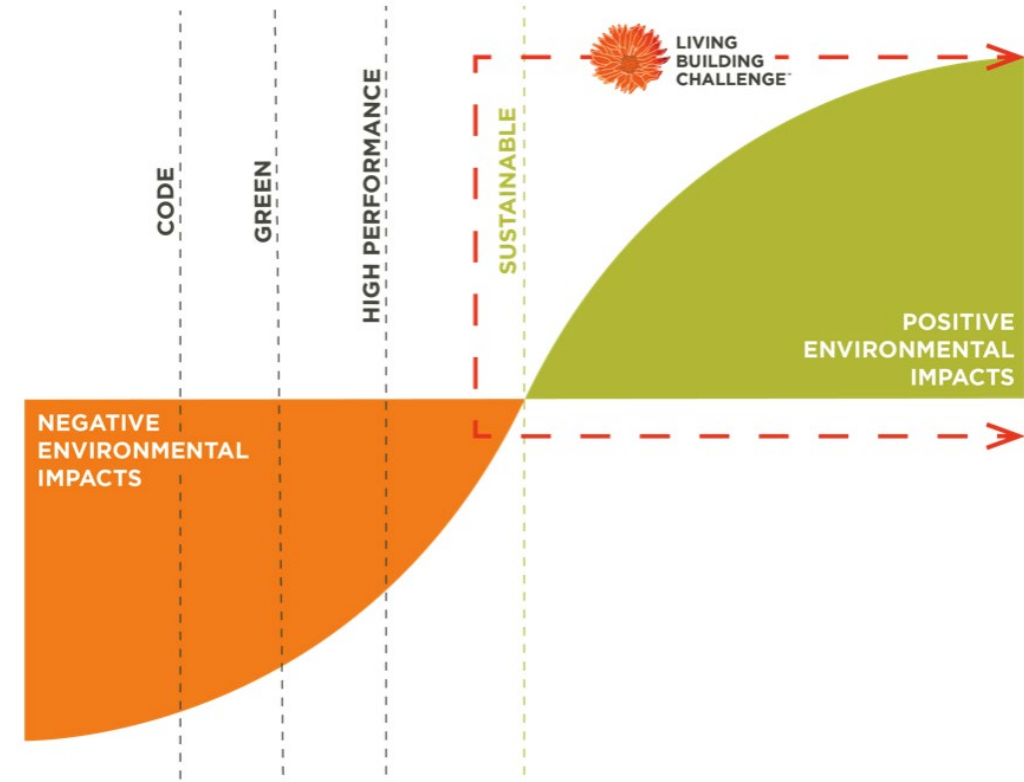 LIVING
BUILDING
CHALLENGE™
CODE
GREEN
HIGH PERFORMANCE
SUSTAINABLE
POSITIVE
ENVIRONMENTAL
IMPACTS
NEGATIVE
ENVIRONMENTAL
IMPACTS